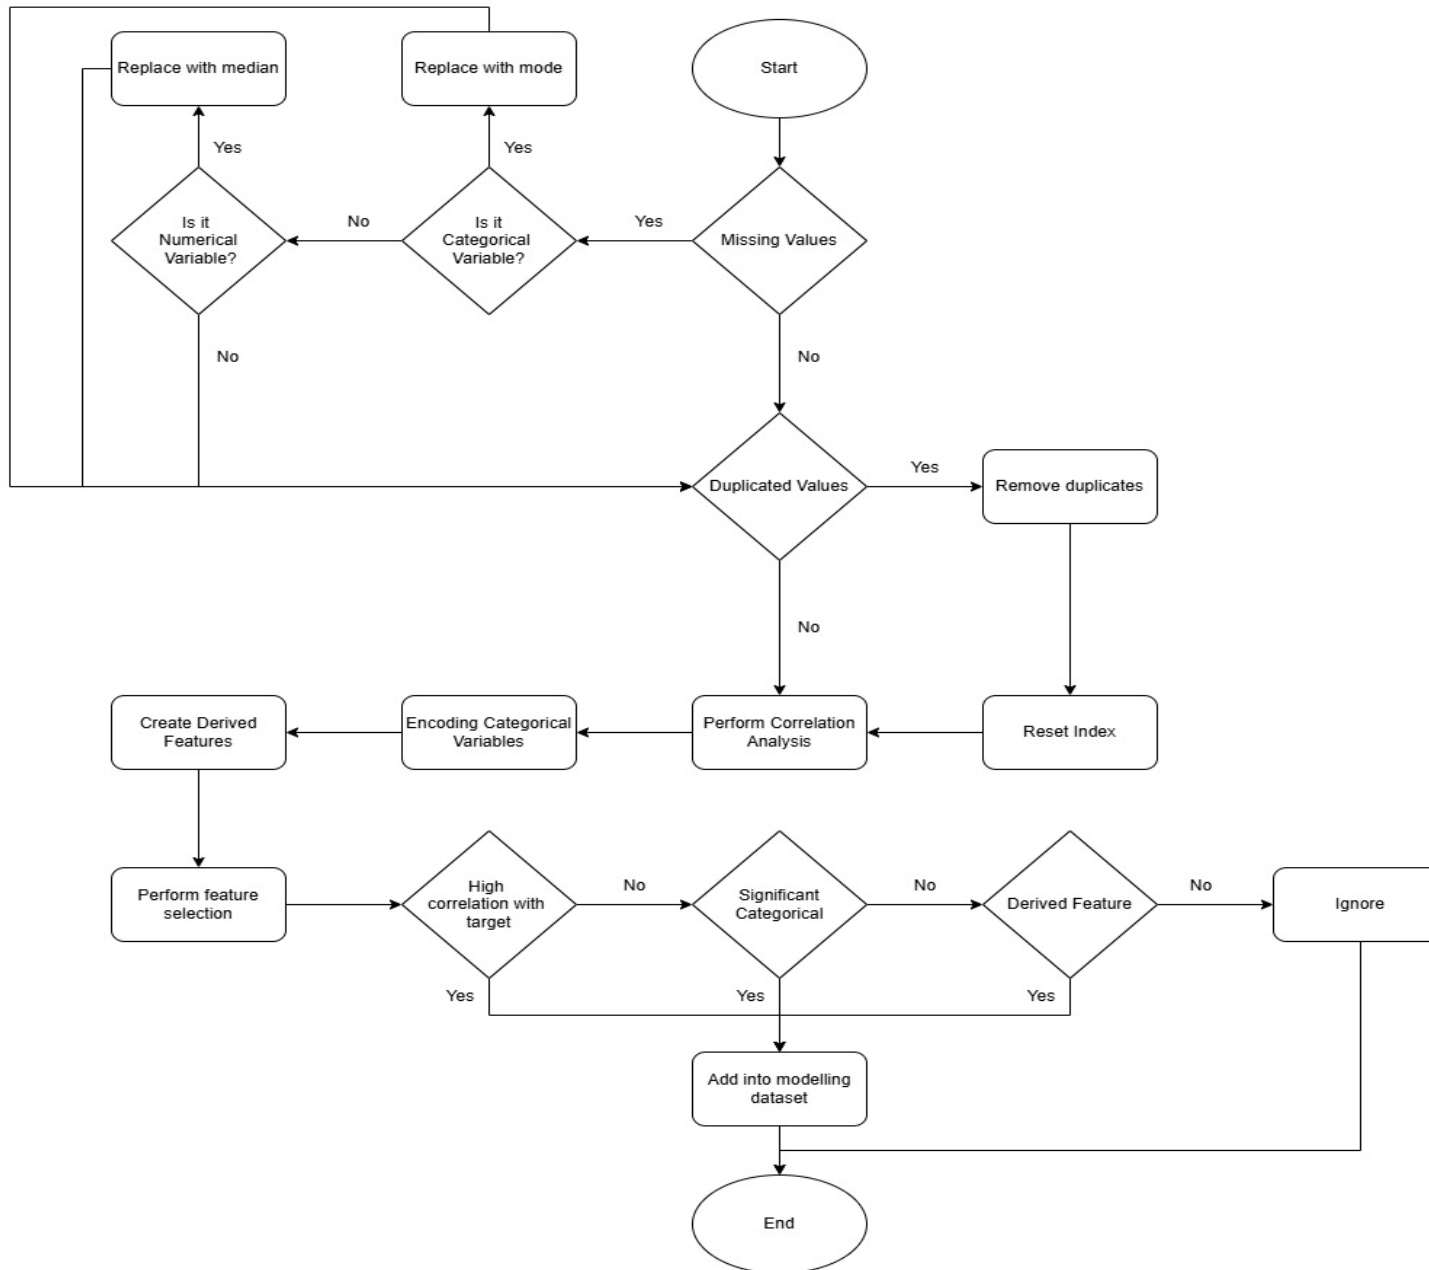 Replace with median
Replace with mode
Start
Yes
Yes
Is it
Numerical
Variable?
No
Is it
Categorical
Variable?
Yes
Missing Values
No
No
Duplicated Values
Yes
Remove duplicates
No
Create Derived
Features
Encoding Categorical
Variables
Perform Correlation
Analysis
Reset Index
Perform feature
selection
High
correlation with
target
No
Significant
Categorical
No
Derived Feature
No
Ignore
Yes
Yes
Yes
Add into modelling
dataset
End